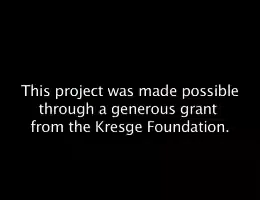 This project was made possible
through a generous grant
from the Kresge Foundation.